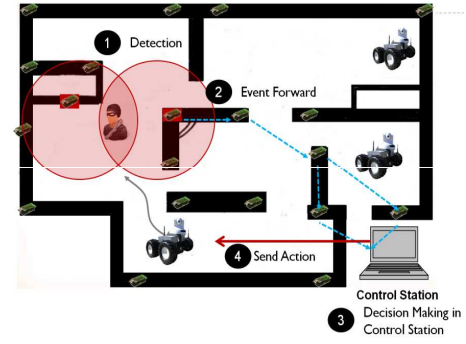 1 Detection
2 Event Forward
4 Send Action
Control Station
3 Decision Making in
Control Station